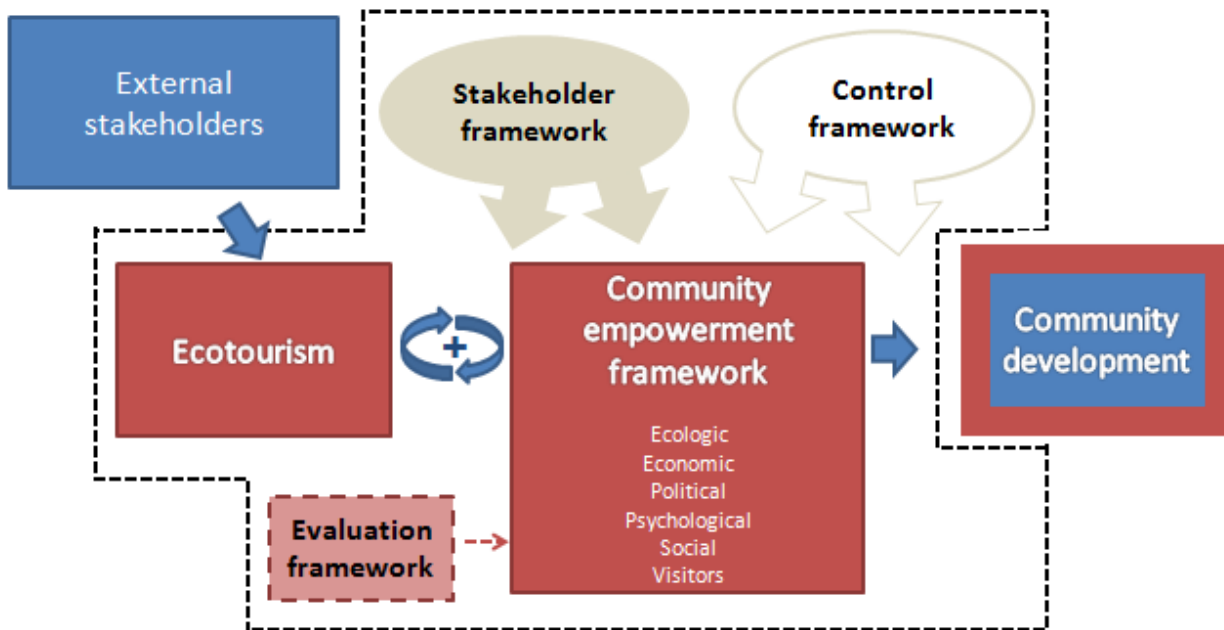 External
stakeholders
Stakeholder
framework
Control
framework
Ecotourism
+
Community
empowerment
framework
Ecologic
Economic
Political
Psychological
Social
Visitors
Community
development
Evaluation
framework